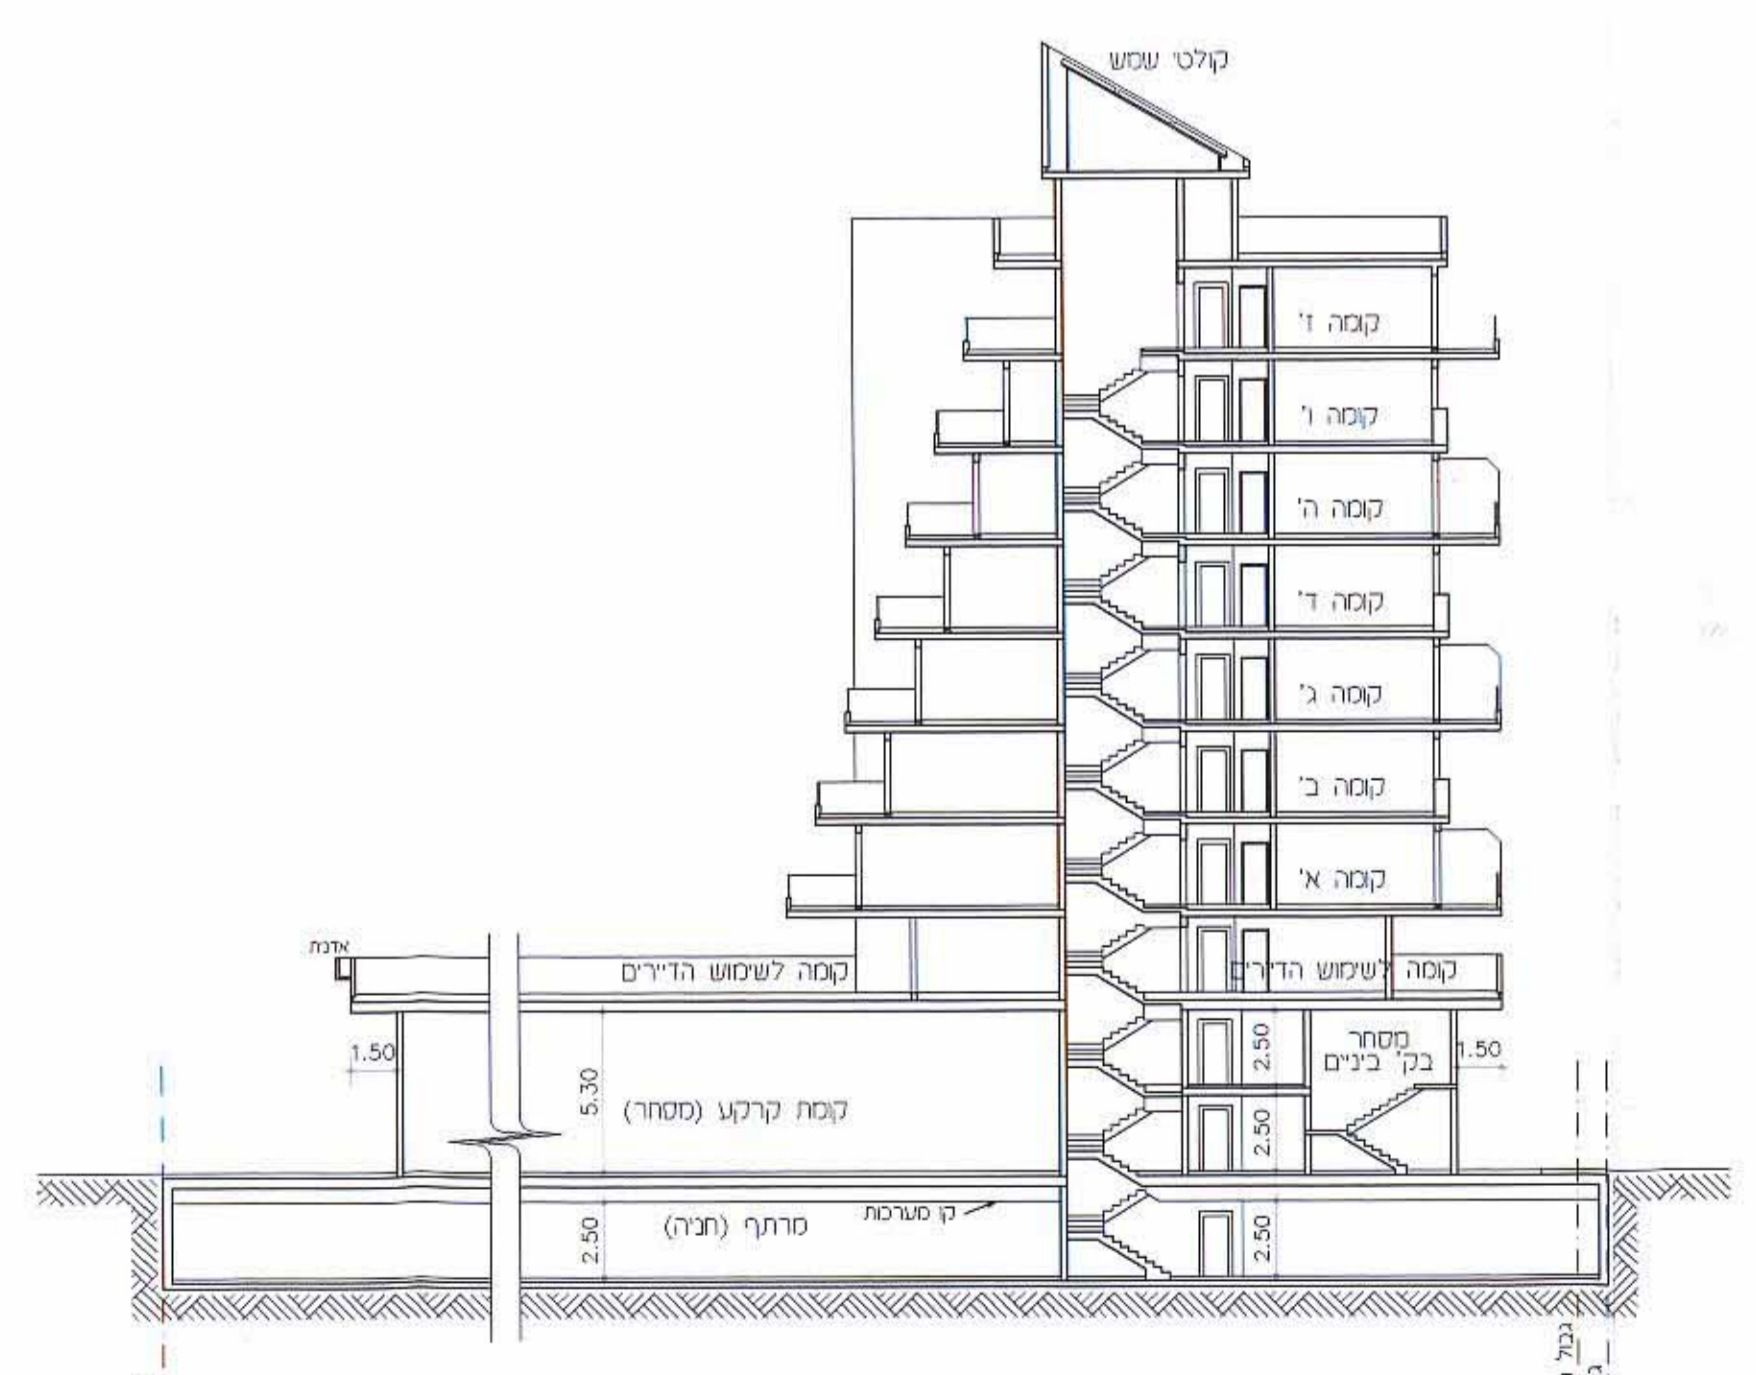 קולטי שמש
קומה ז'
קומה ו'
קומה ה'
קומה ד'
קומה ג'
קומה ב'
קומה א'
אדנית
קומה לשימוש הדיירים
קומה לשימוש הדיירים
1.50
5.30
קומת קרקע (מסחר)
2.50
2.50
מסחר
בק' ביניים
1.50
2.50
מרתף (חניה)
קו מערכות
2.50
גבול